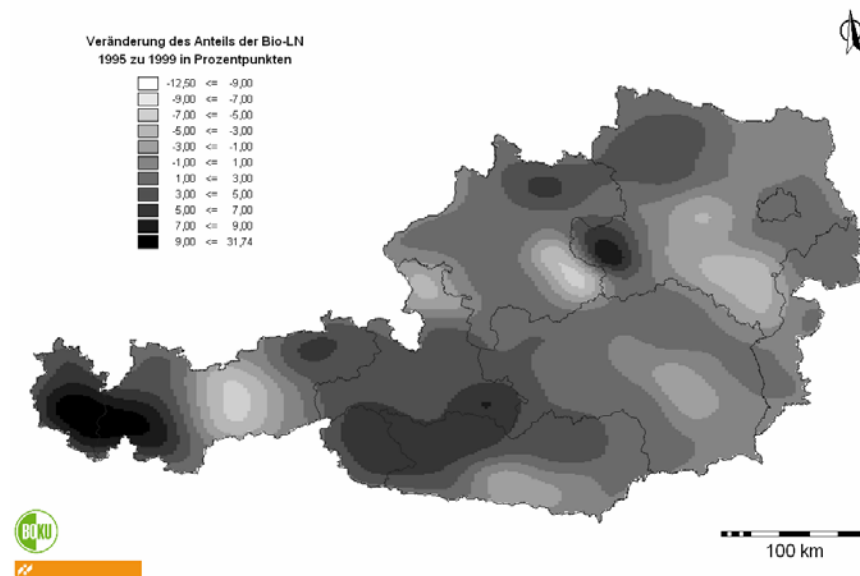 Veränderung des Anteils der Bio-LN
1995 zu 1999 in Prozentpunkten
-12,50 <= -9,00
-9,00 <= -7,00
-7,00 <= -5,00
-5,00 <= -3,00
-3,00 <= -1,00
-1,00 <= 1,00
1,00 <= 3,00
3,00 <= 5,00
5,00 <= 7,00
7,00 <= 9,00
9,00 <= 31,74
BOKU
100 km